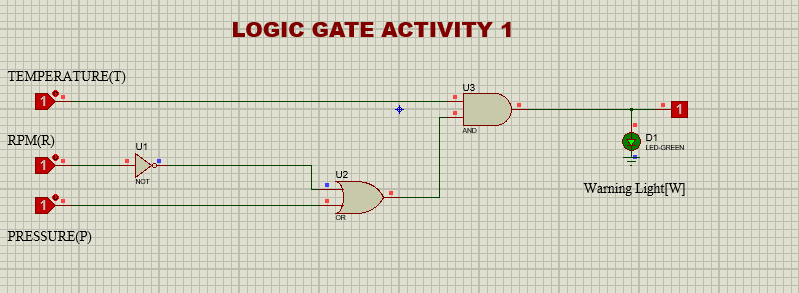 LOGIC GATE ACTIVITY 1
TEMPERATURE(T)
1
U3
AND
1
RPM(R)
1
U1
NOT
D1
LED-GREEN
U2
OR
1
Warning Light[W]
PRESSURE(P)